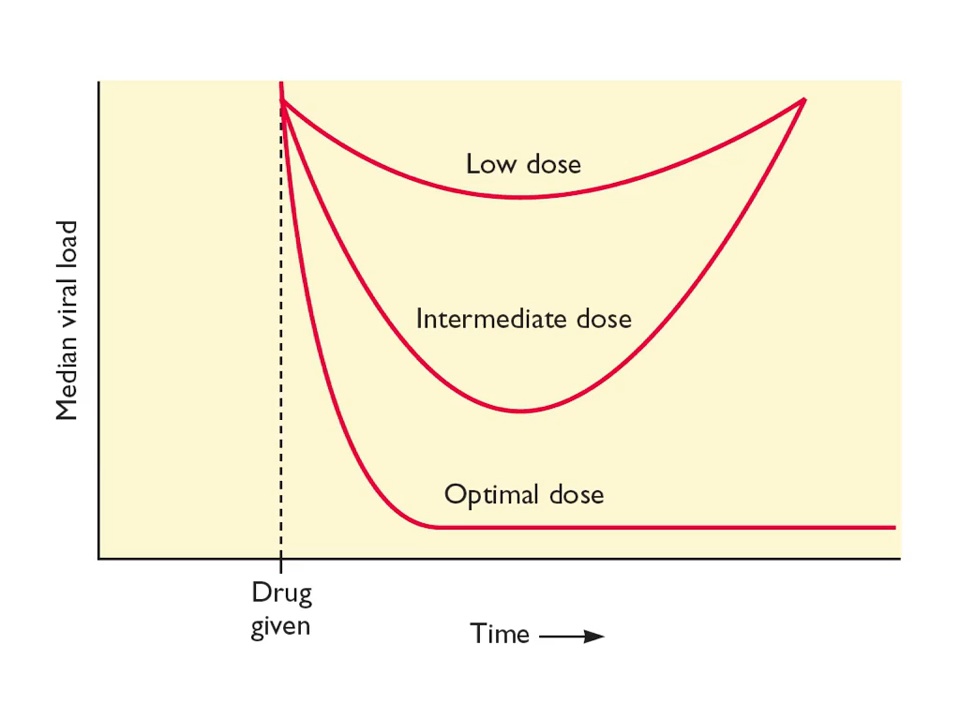 Median viral load
Low dose
Intermediate dose
Optimal dose
Drug
given
Time